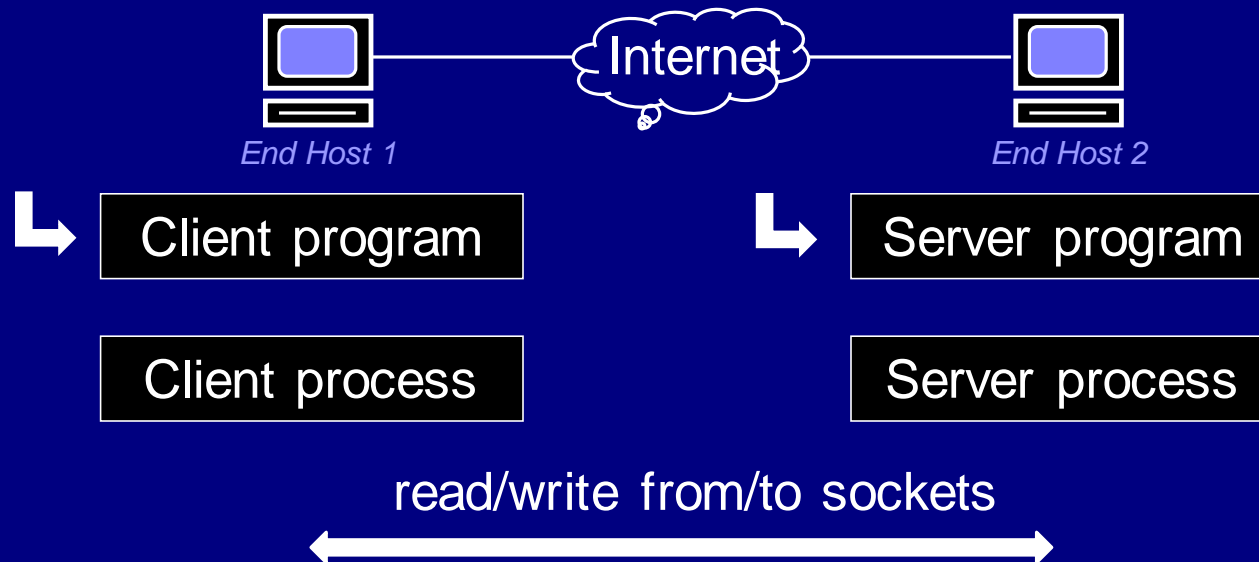 Internet
End Host 1
End Host 2
Client program
Server program
Client process
Server process
read/write from/to sockets